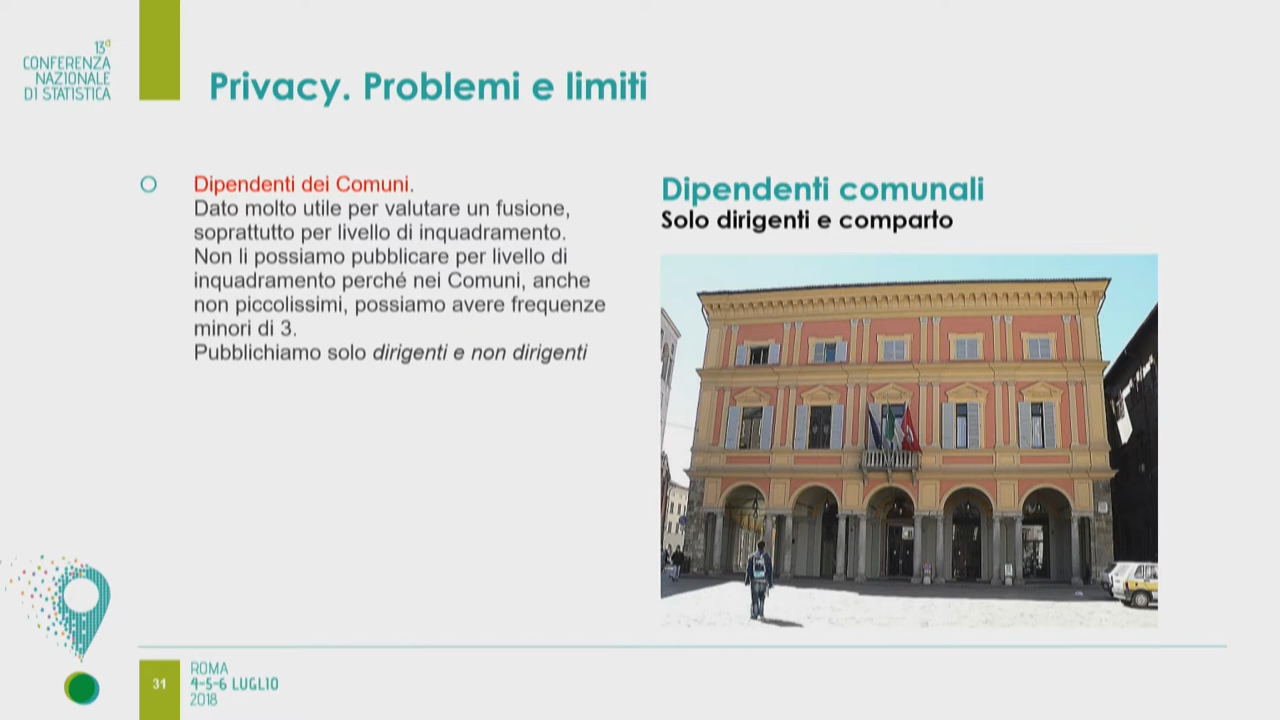 13a
CONFERENZA
NAZIONALE
DI STATISTICA
Privacy. Problemi e limiti
Dipendenti dei Comuni.
Dato molto utile per valutare un fusione,
soprattutto per livello di inquadramento.
Non li possiamo pubblicare per livello di
inquadramento perché nei Comuni, anche
non piccolissimi, possiamo avere frequenze
minori di 3.
Pubblichiamo solo dirigenti e non dirigenti
Dipendenti comunali
Solo dirigenti e comparto
31
ROMA
4-5-6 LUGLIO
2018